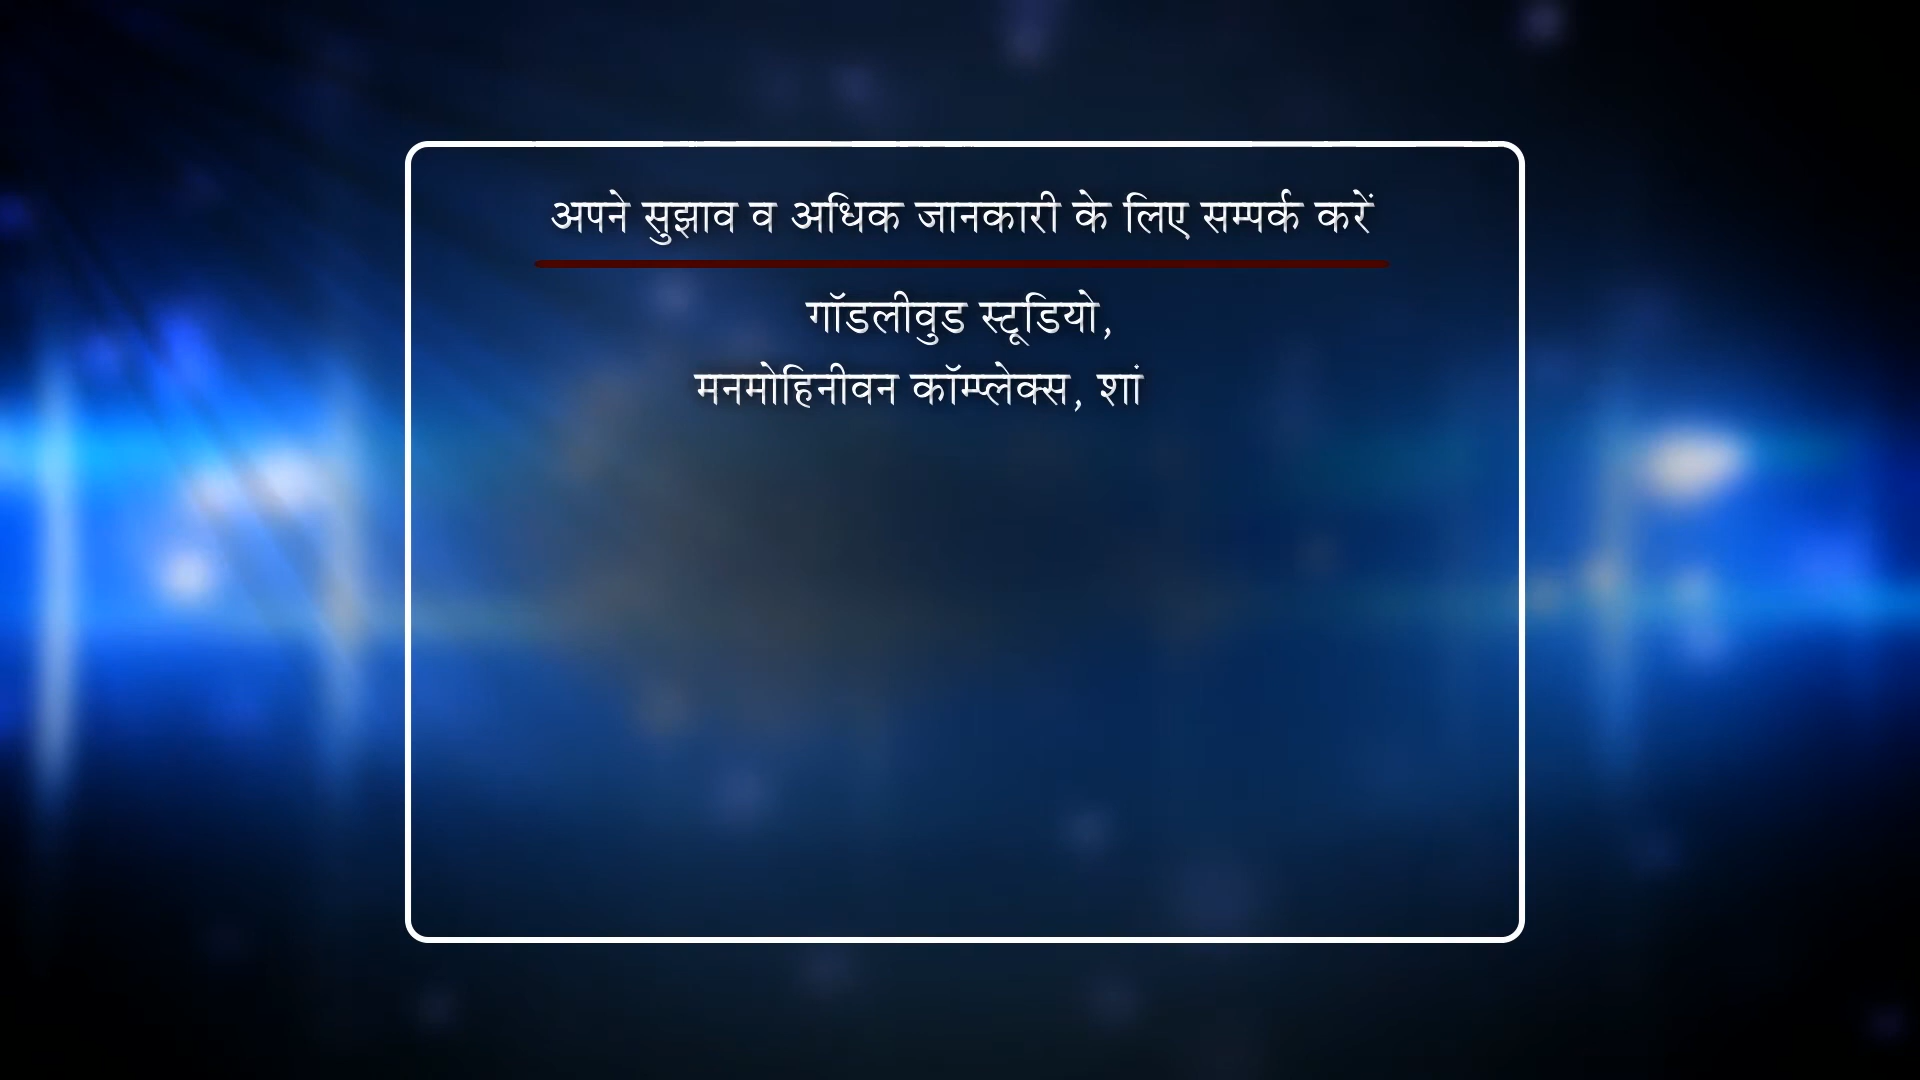 अपने सुझाव व अधिक जानकारी के लिए सम्पर्क करें
गॉडलीवुड स्टूडियो,
मनमोहिनीवन कॉम्प्लेक्स, शां